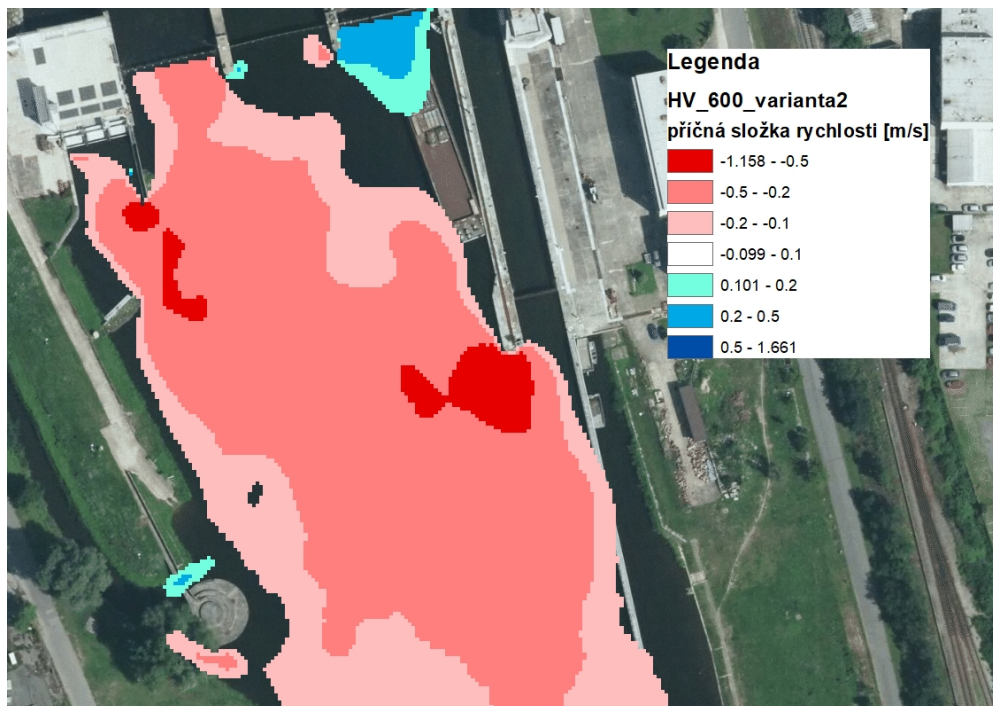 Legenda
HV_600_varianta2
příčná složka rychlosti [m/s]
-1.158 - -0.5
-0.5 - -0.2
-0.2 - -0.1
-0.099 - 0.1
0.101 - 0.2
0.2 - 0.5
0.5 - 1.661